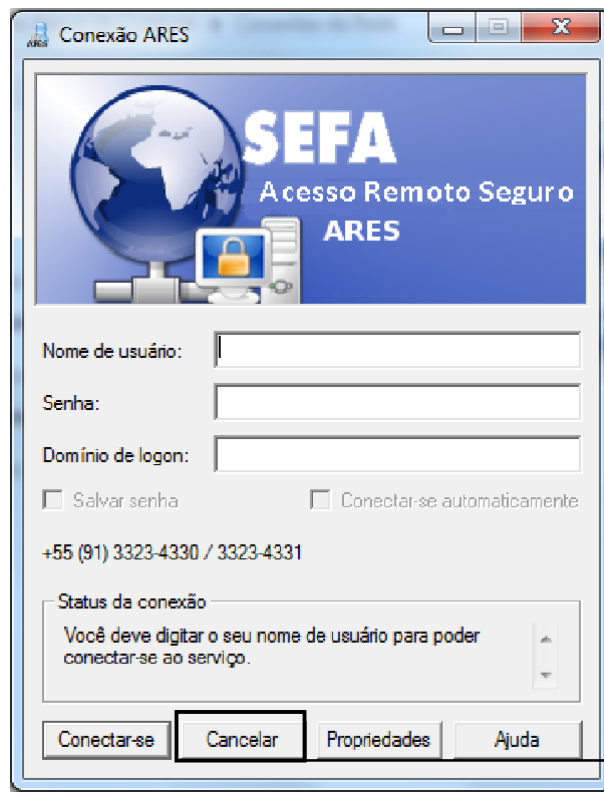 Conexão ARES
SEFA
Acesso Remoto Seguro
ARES
Nome de usuário:
Senha:
Domínio de logon:
Salvar senha Conectar-se automaticamente
+55 (91) 3323-4330 / 3323-4331
Status da conexão
Você deve digitar o seu nome de usuário para poder
conectar-se ao serviço.
Conectar-se Cancelar Propriedades Ajuda